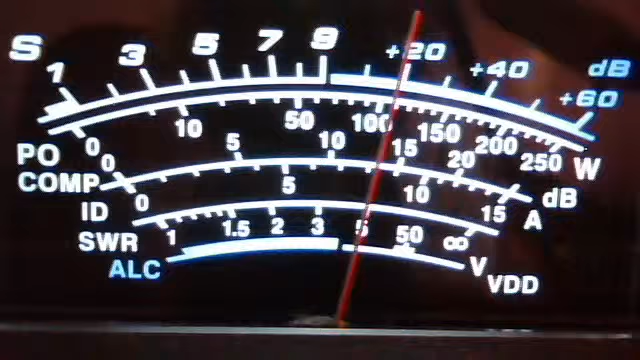 S 1 3 5 7 9 +20 +40 +60 dB
PO 0 10 50 100 150 200 250 W
COMP 0 5 10 15 20 dB
ID 0 5 10 15 A
SWR 1 1.5 2 3 5 ∞
ALC 50 V VDD